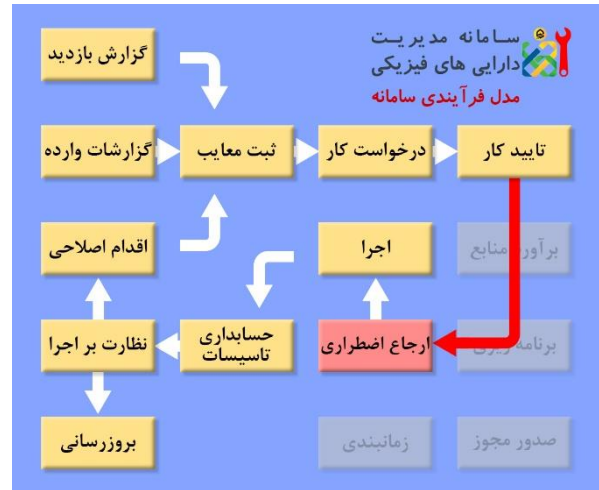 سامانه مدیریت
دارایی های فیزیکی
مدل فرآیندی سامانه
گزارش بازدید
گزارشات وارده
ثبت معایب
درخواست کار
تایید کار
اقدام اصلاحی
اجرا
برآورد منابع
نظارت بر اجرا
حسابداری
تاسیسات
ارجاع اضطراری
برنامه ریزی
بروزرسانی
زمانبندی
صدور مجوز